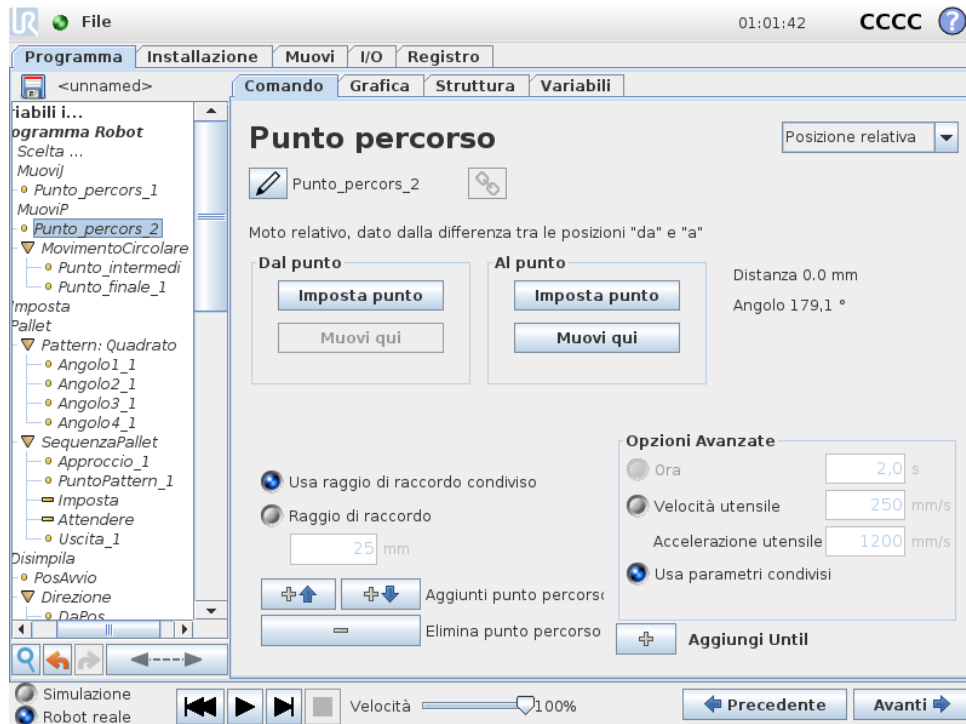 UR File 01:01:42 CCCC ?
Programma Installazione Muovi I/O Registro
<unnamed>
Comando Grafica Struttura Variabili
riabili i...
ogramma Robot
Scelta ...
MuoviJ
Punto_percors_1
MuoviP
Punto_percors_2
MovimentoCircolare
Punto_intermedi
Punto_finale_1
Imposta
Pallet
Pattern: Quadrato
Angolo1_1
Angolo2_1
Angolo3_1
Angolo4_1
SequenzaPallet
Approccio_1
PuntoPattern_1
Imposta
Attendere
Uscita_1
Disimpila
PosAvvio
Direzione
DaPos
Punto percorso
Posizione relativa
Punto_percors_2
Moto relativo, dato dalla differenza tra le posizioni "da" e "a"
Dal punto
Imposta punto
Muovi qui
Al punto
Imposta punto
Muovi qui
Distanza 0.0 mm
Angolo 179,1 °
Usa raggio di raccordo condiviso
Raggio di raccordo
25 mm
Aggiunti punto percorso
Elimina punto percorso
Opzioni Avanzate
Ora 2,0 s
Velocità utensile 250 mm/s
Accelerazione utensile 1200 mm/s
Usa parametri condivisi
Aggiungi Until
Simulazione
Robot reale
Velocità 100%
Precedente Avanti